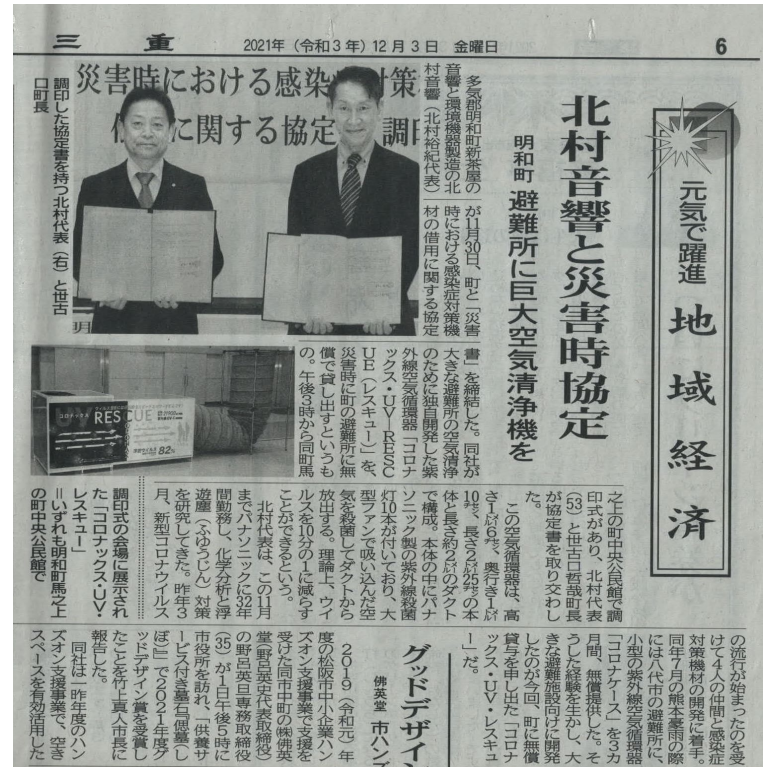 三重
2021年(令和3年)12月3日 金曜日
6
元気で躍進
地域経済
北村音響と災害時協定
明和町 避難所に巨大空気清浄機を
多気郡明和町新茶屋の
音響と環境機器製造の北
村音響(北村裕紀代表)
が11月30日、町と「災害
時における感染症対策機
材の借用に関する協定
書」を締結した。同社が
大きな避難所の空気清浄
のために独自開発した紫
外線空気循環器「コロナ
ックス・UV―RESC
UE(レスキュー)」を、
災害時に町の避難所に無
償で貸し出すというも
の。午後3時から同町馬
之上の町中央公民館で調
印式があり、北村代表
(53)と世古口哲哉町長
が協定書を取り交わし
た。
この空気循環器は、高
さ1㍍6㌢、奥行き1㍍
10㌢、長さ2㍍25㌢の本
体と長さ約2㍍のダクト
で構成。本体の中にパナ
ソニック製の紫外線殺菌
灯10本が付いており、大
型ファンで吸い込んだ空
気を殺菌してダクトから
放出する。理論上、ウイ
ルスを10分の1に減らす
ことができるという。
北村代表は、この11月
までパナソニックに32年
間勤務し、化学分析と浮
遊塵(ふゆうじん)対策
を研究してきた。昨年3
月、新型コロナウイルス
の流行が始まったのを受
けて4人の仲間と感染症
対策機材の開発に着手。
同年7月の熊本豪雨の際
には八代市の避難所に、
小型の紫外線空気循環器
「コロナケース」を3カ
月間、無償提供した。そ
うした経験を生かし、大
きな避難施設向けに開発
したのが今回、町に無償
貸与を申し出た「コロナ
ックス・UV・レスキュ
ー」だ。
災害時における感染
対策
に関する協定
調印
明
調印した協定書を持つ北村代表(右)と世古
口町長
コロナックス
UV RESCUE
82%
調印式の会場に展示され
た「コロナックス・UV・
レスキュー」
=いずれも明和町馬之上
の町中央公民館で
グッドデザイン
佛英堂 市ハンズ
2019(令和元)年
度の松阪市中小企業ハン
ズオン支援事業で支援を
受けた同市中町の㈱佛英
堂(野呂英史代表取締役)
の野呂英旦専務取締役
(35)が1日午後5時に
市役所を訪れ、「供養サ
ービス付き墓石『偲墓(し
ぼ)』」で2021年度グ
ッドデザイン賞を受賞し
たことを竹上真人市長に
報告した。
同社は一昨年度のハン
ズオン支援事業で、空き
スペースを有効活用した